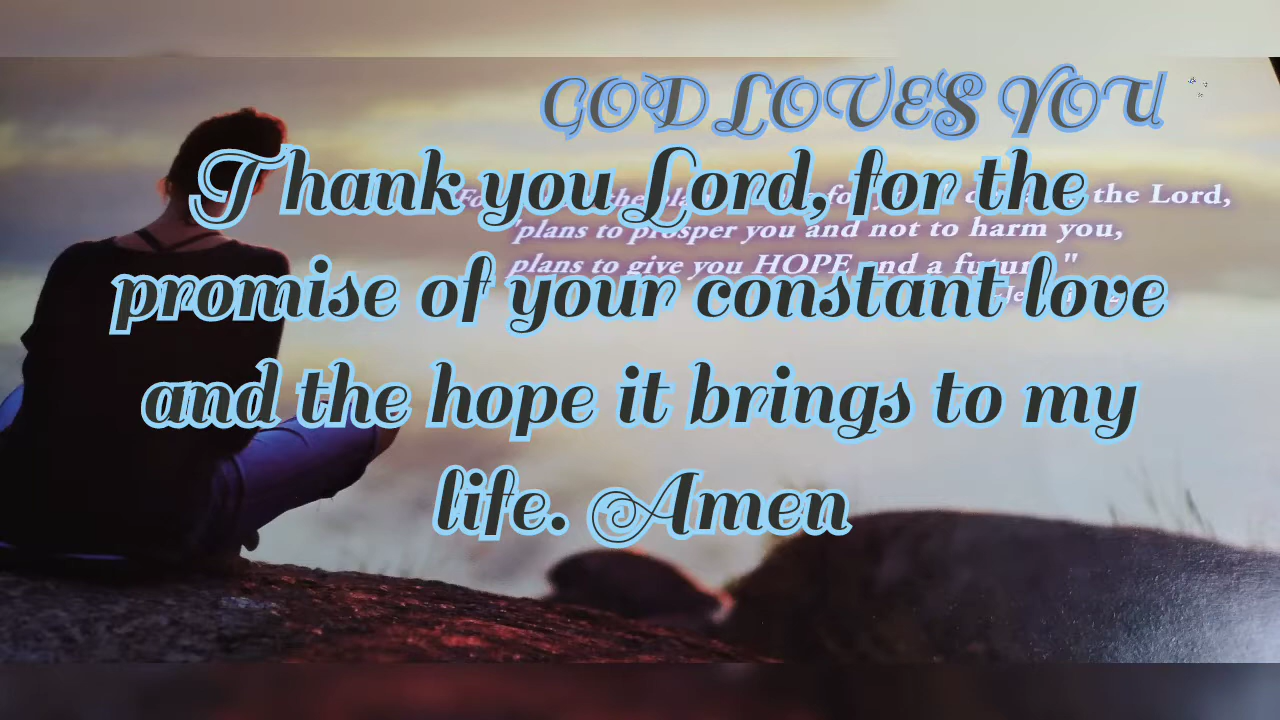 GOD LOVES YOU
Thank you Lord, for the
promise of your constant love
and the hope it brings to my
life. Amen
the Lord,
"plans to prosper you and not to harm you,
plans to give you HOPE and a future."